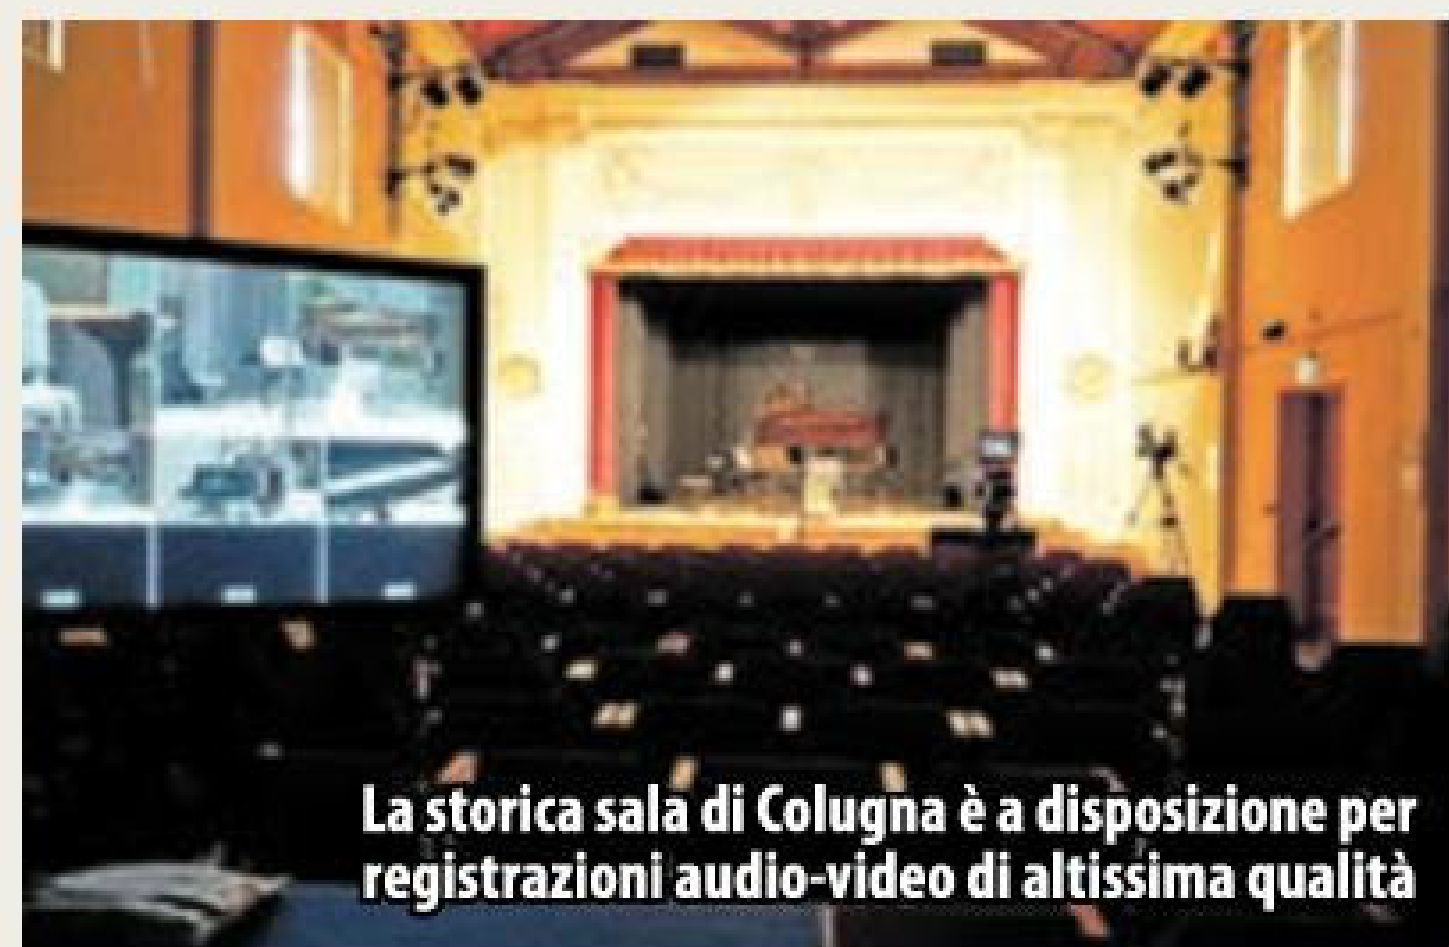 La storica sala di Colugna è a disposizione per
registrazioni audio-video di altissima qualità